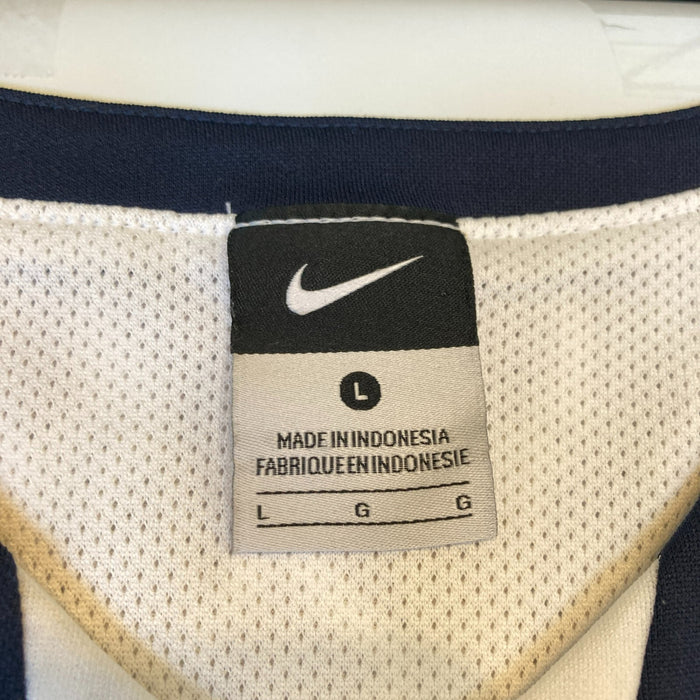 L
MADE IN INDONESIA
FABRIQUE EN INDONESIE
L G G